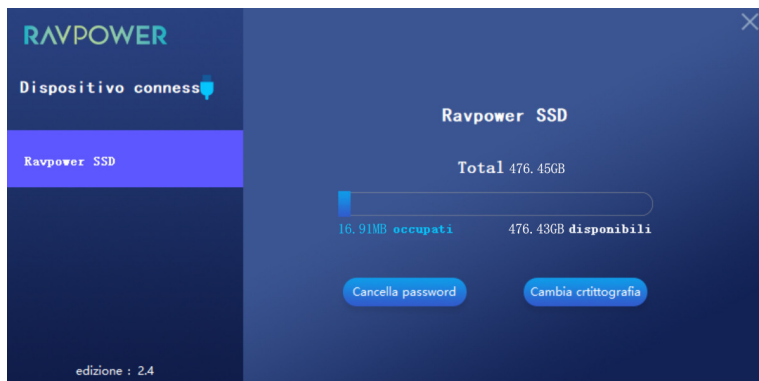 RAVPOWER
Dispositivo conness
Ravpower SSD
edizione : 2.4
Ravpower SSD
Total 476.45GB
16.91MB occupati 476.43GB disponibili
Cancella password Cambia crtittografia